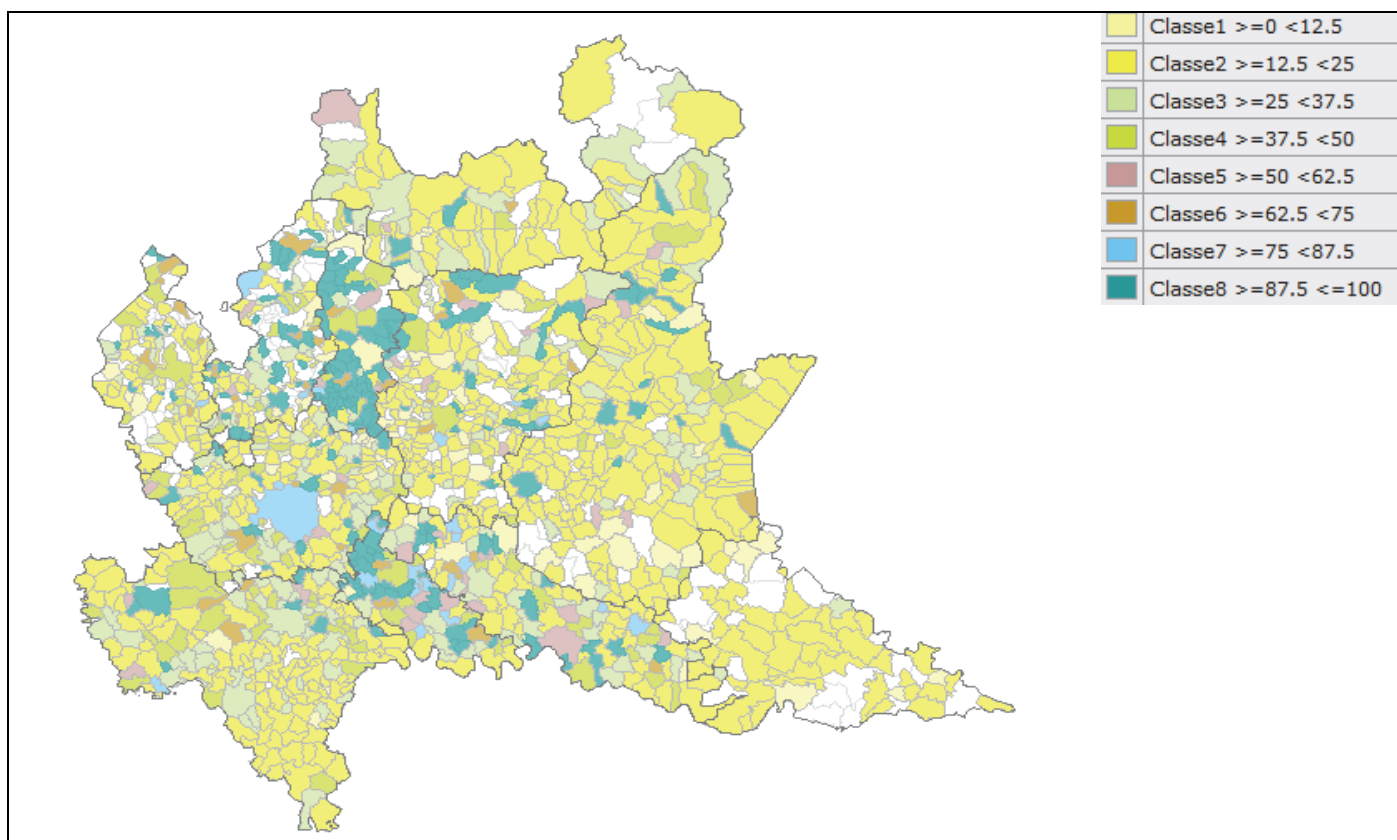 Classe1 >=0 <12.5
Classe2 >=12.5 <25
Classe3 >=25 <37.5
Classe4 >=37.5 <50
Classe5 >=50 <62.5
Classe6 >=62.5 <75
Classe7 >=75 <87.5
Classe8 >=87.5 <=100